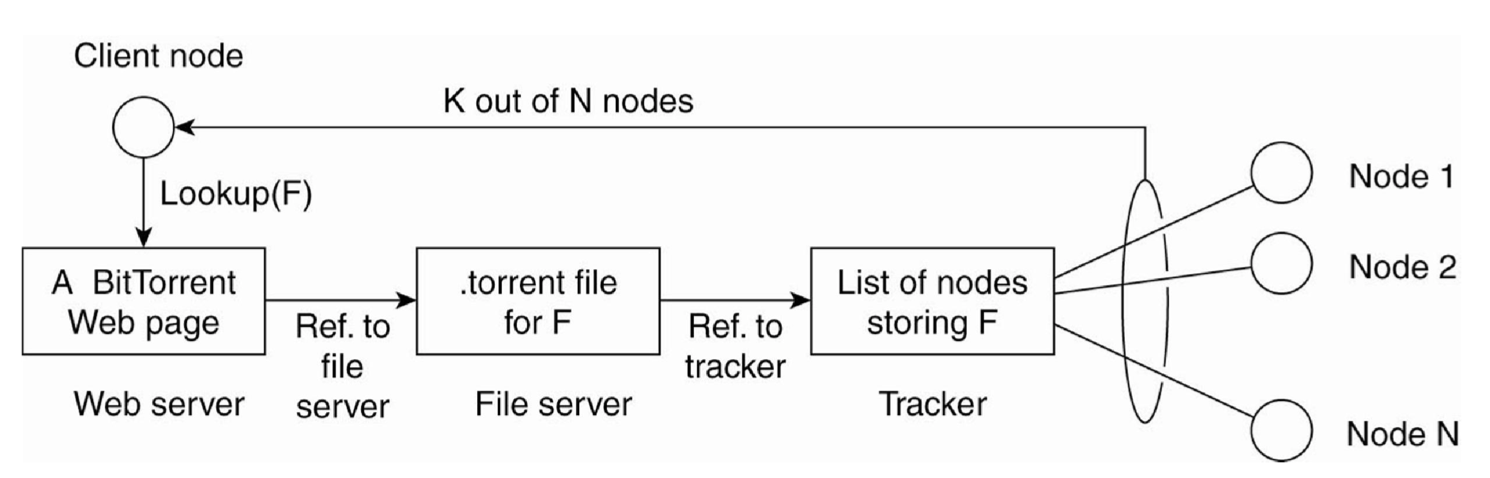 Client node
K out of N nodes
Lookup(F)
Node 1
Node 2
Node N
A BitTorrent
Web page
Web server
Ref. to
file
server
.torrent file
for F
File server
Ref. to
tracker
List of nodes
storing F
Tracker